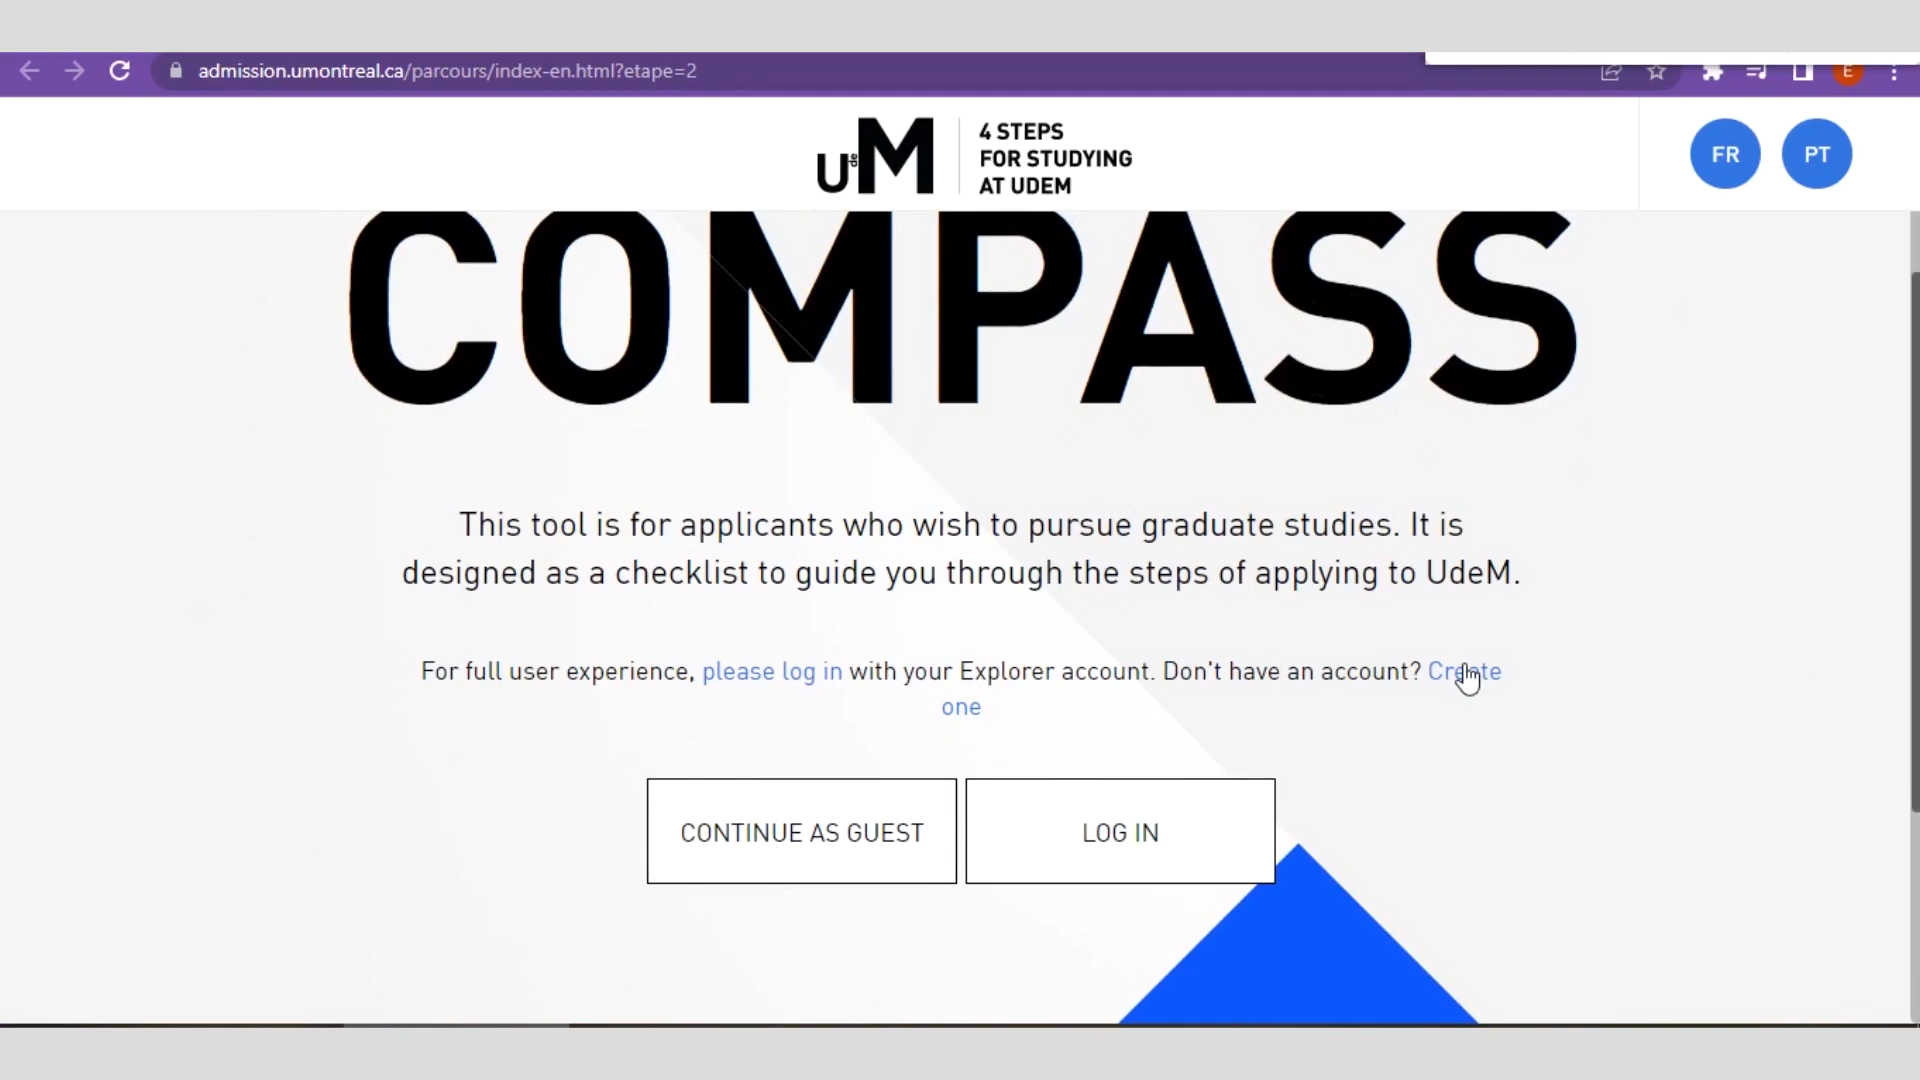 admission.umontreal.ca/parcours/index-en.html?etape=2
E
UdeM
4 STEPS
FOR STUDYING
AT UDEM
FR
PT
COMPASS
This tool is for applicants who wish to pursue graduate studies. It is
designed as a checklist to guide you through the steps of applying to UdeM.
For full user experience, please log in with your Explorer account. Don't have an account? Create
one
CONTINUE AS GUEST
LOG IN